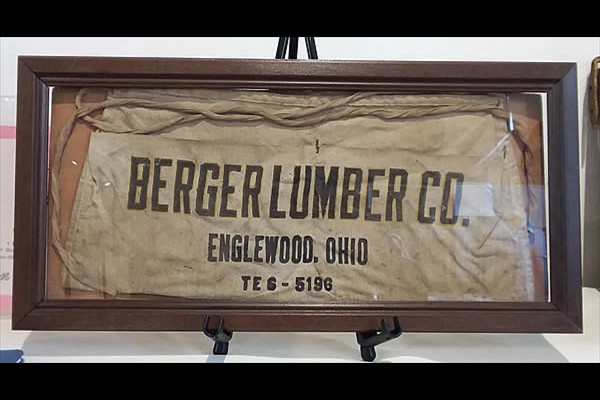 BERGER LUMBER CO.
ENGLEWOOD, OHIO
TE 6 - 5196